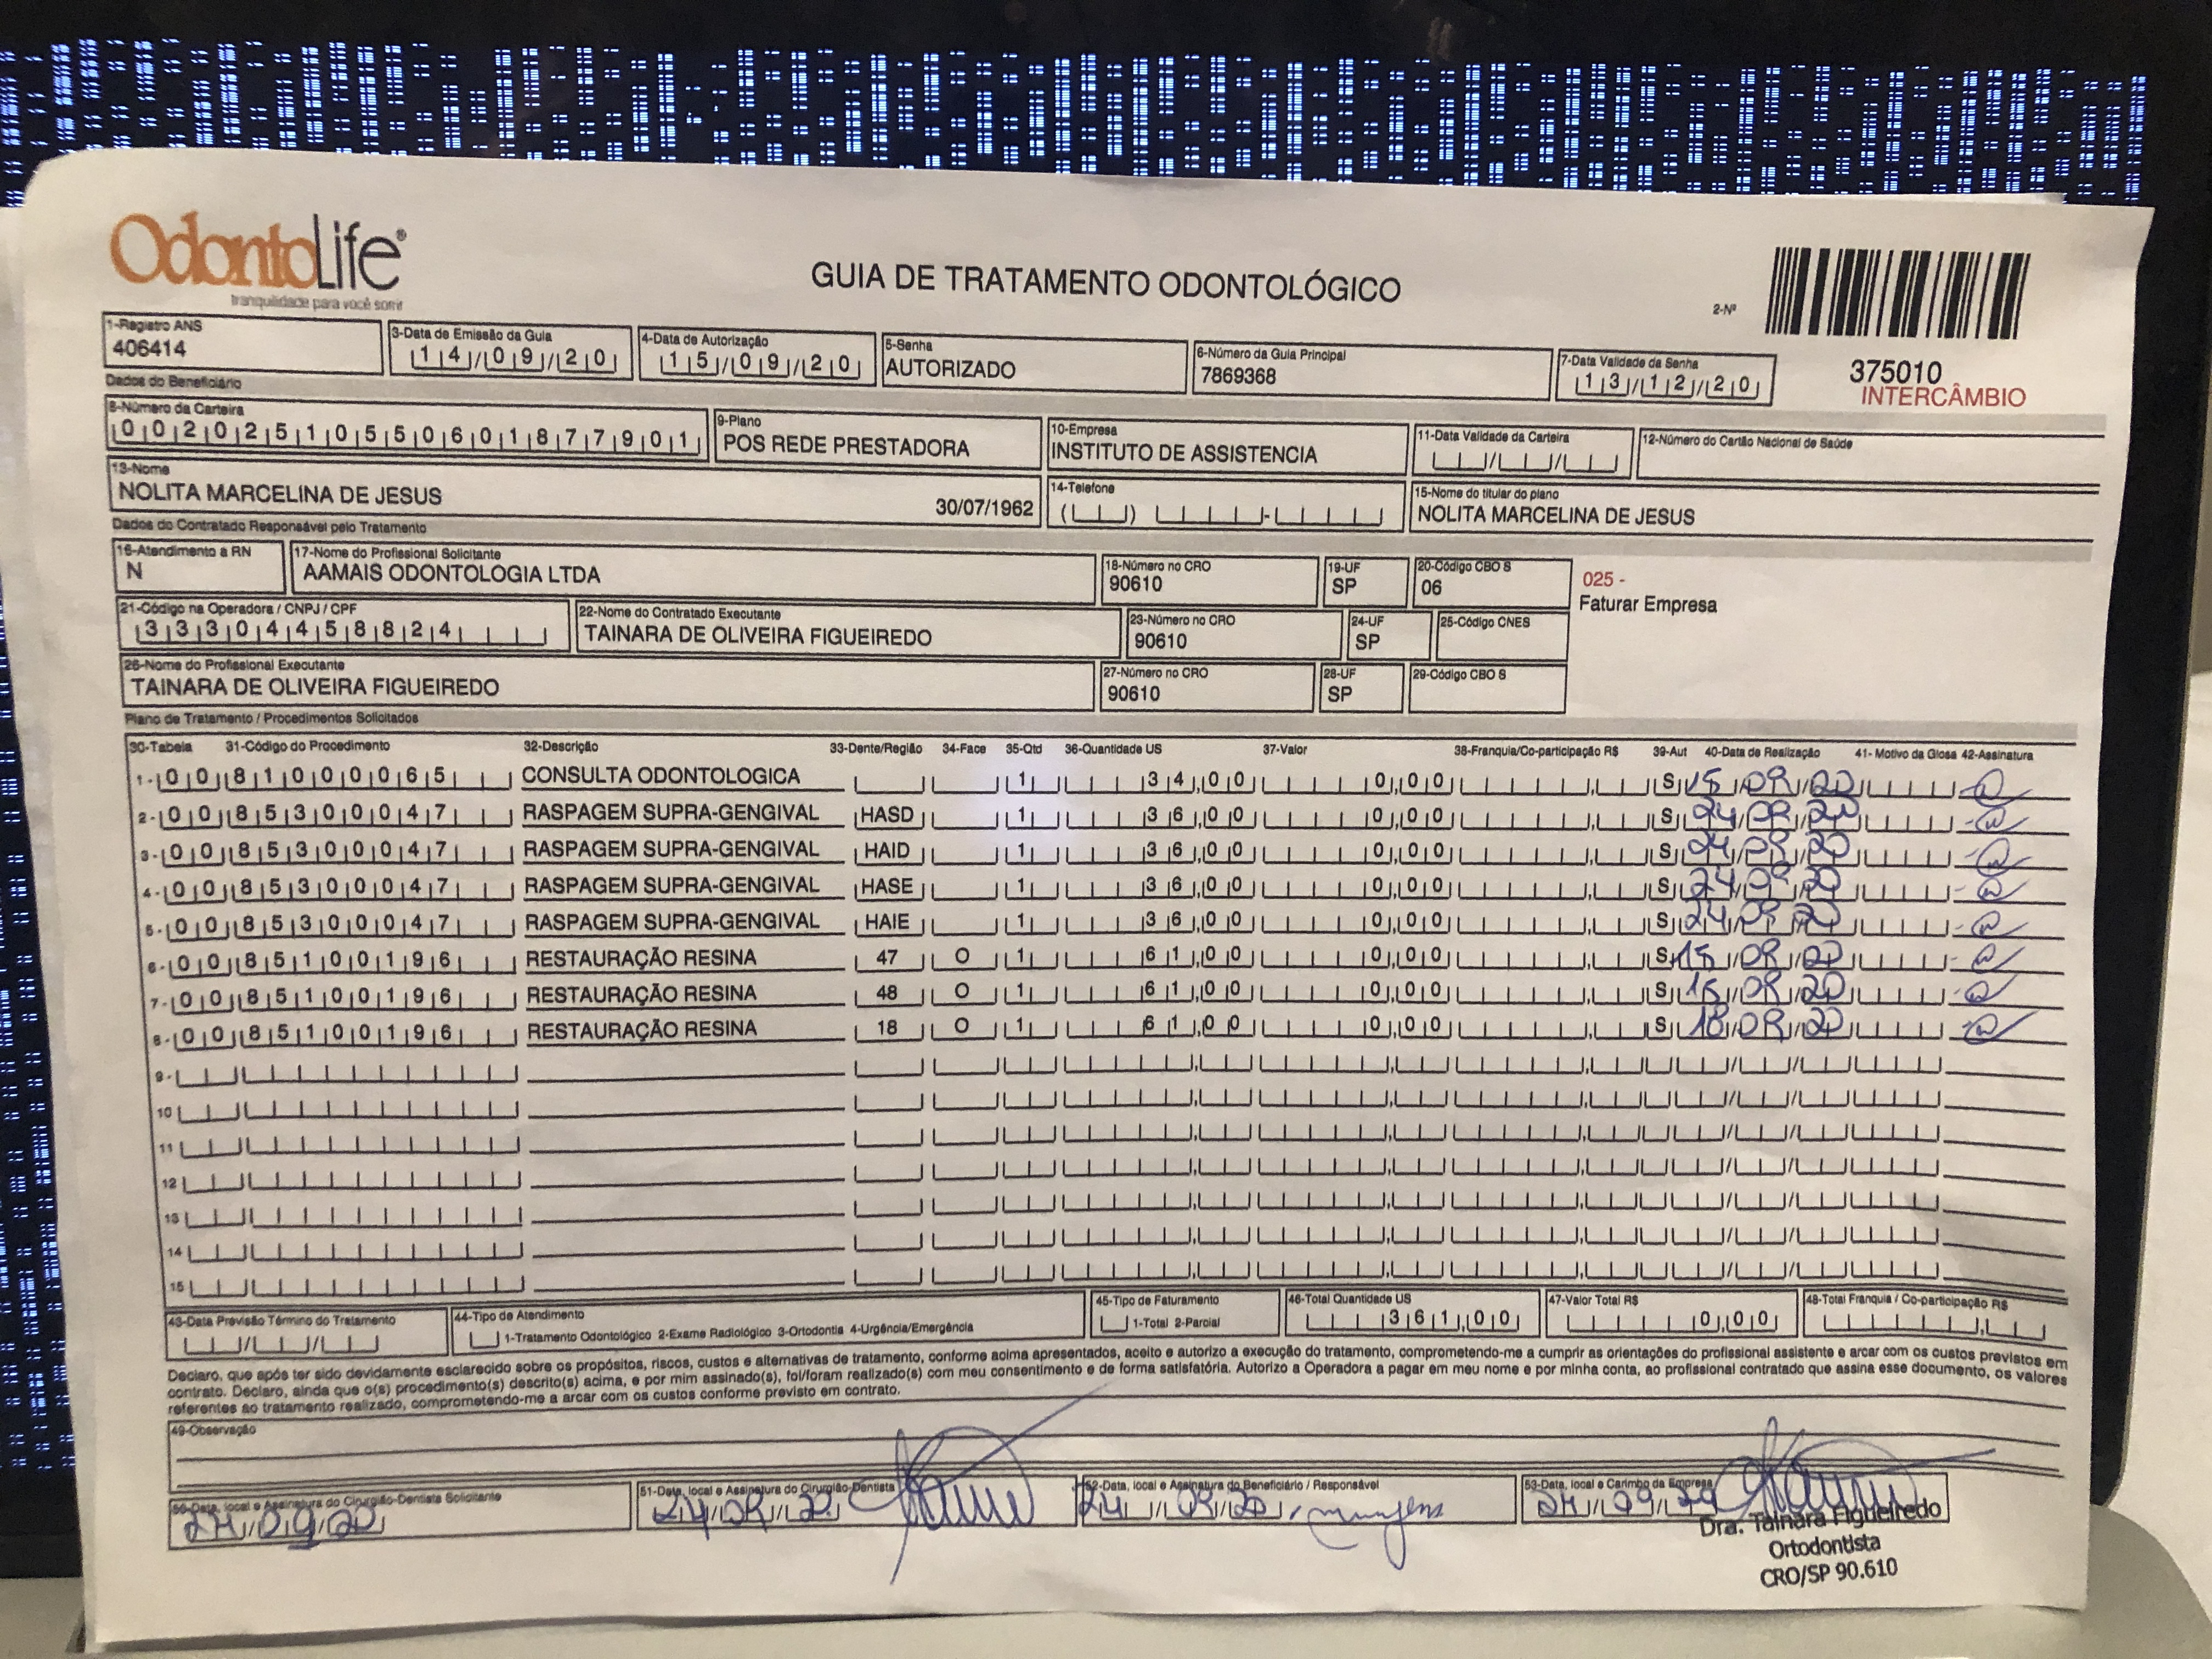 OdontoLife®
tranquilidade para você sorrir
GUIA DE TRATAMENTO ODONTOLÓGICO
2-Nº
375010
INTERCÂMBIO
1-Registro ANS
406414
3-Data de Emissão da Guia
14/09/20
4-Data de Autorização
15/09/20
5-Senha
AUTORIZADO
6-Número da Guia Principal
7869368
7-Data Validade da Senha
13/12/20
Dados do Beneficiário
8-Número da Carteira
00202510550601877901
9-Plano
POS REDE PRESTADORA
10-Empresa
INSTITUTO DE ASSISTENCIA
11-Data Validade da Carteira
12-Número do Cartão Nacional de Saúde
13-Nome
NOLITA MARCELINA DE JESUS 30/07/1962
14-Telefone
15-Nome do titular do plano
NOLITA MARCELINA DE JESUS
Dados do Contratado Responsável pelo Tratamento
16-Atendimento a RN
N
17-Nome do Profissional Solicitante
AAMAIS ODONTOLOGIA LTDA
18-Número no CRO
90610
19-UF
SP
20-Código CBO S
06
025 -
Faturar Empresa
21-Código na Operadora / CNPJ / CPF
33304458824
22-Nome do Contratado Executante
TAINARA DE OLIVEIRA FIGUEIREDO
23-Número no CRO
90610
24-UF
SP
25-Código CNES
26-Nome do Profissional Executante
TAINARA DE OLIVEIRA FIGUEIREDO
27-Número no CRO
90610
28-UF
SP
29-Código CBO S
Plano de Tratamento / Procedimentos Solicitados
30-Tabela 31-Código do Procedimento 32-Descrição 33-Dente/Região 34-Face 35-Qtd 36-Quantidade US 37-Valor 38-Franquia/Co-participação R$ 39-Aut 40-Data de Realização 41- Motivo da Glosa 42-Assinatura
1- 00 81000065 CONSULTA ODONTOLOGICA 1 34,00 0,00 S 15/09/20
2- 00 85300047 RASPAGEM SUPRA-GENGIVAL HASD 1 36,00 0,00 S 24/09/20
3- 00 85300047 RASPAGEM SUPRA-GENGIVAL HAID 1 36,00 0,00 S 24/09/20
4- 00 85300047 RASPAGEM SUPRA-GENGIVAL HASE 1 36,00 0,00 S 24/09/20
5- 00 85300047 RASPAGEM SUPRA-GENGIVAL HAIE 1 36,00 0,00 S 24/09/20
6- 00 85100196 RESTAURAÇÃO RESINA 47 O 1 61,00 0,00 S 15/09/20
7- 00 85100196 RESTAURAÇÃO RESINA 48 O 1 61,00 0,00 S 15/09/20
8- 00 85100196 RESTAURAÇÃO RESINA 18 O 1 61,00 0,00 S 18/09/20
9-
10
11
12
13
14
15
43-Data Previsão Término do Tratamento
44-Tipo de Atendimento
1-Tratamento Odontológico 2-Exame Radiológico 3-Ortodontia 4-Urgência/Emergência
45-Tipo de Faturamento
1-Total 2-Parcial
46-Total Quantidade US
361,00
47-Valor Total R$
0,00
48-Total Franquia / Co-participação R$
Declaro, que após ter sido devidamente esclarecido sobre os propósitos, riscos, custos e alternativas de tratamento, conforme acima apresentados, aceito e autorizo a execução do tratamento, comprometendo-me a cumprir as orientações do profissional assistente e arcar com os custos previstos em
contrato. Declaro, ainda que o(s) procedimento(s) descrito(s) acima, e por mim assinado(s), foi/foram realizado(s) com meu consentimento e de forma satisfatória. Autorizo a Operadora a pagar em meu nome e por minha conta, ao profissional contratado que assina esse documento, os valores
referentes ao tratamento realizado, comprometendo-me a arcar com os custos conforme previsto em contrato.
49-Observação
50-Data, local e Assinatura do Cirurgião-Dentista Solicitante
24/09/20
51-Data, local e Assinatura do Cirurgião-Dentista
24/09/20
52-Data, local e Assinatura do Beneficiário / Responsável
24/09/20
53-Data, local e Carimbo da Empresa
24/09/20
Dra. Tainara Figueiredo
Ortodontista
CRO/SP 90.610